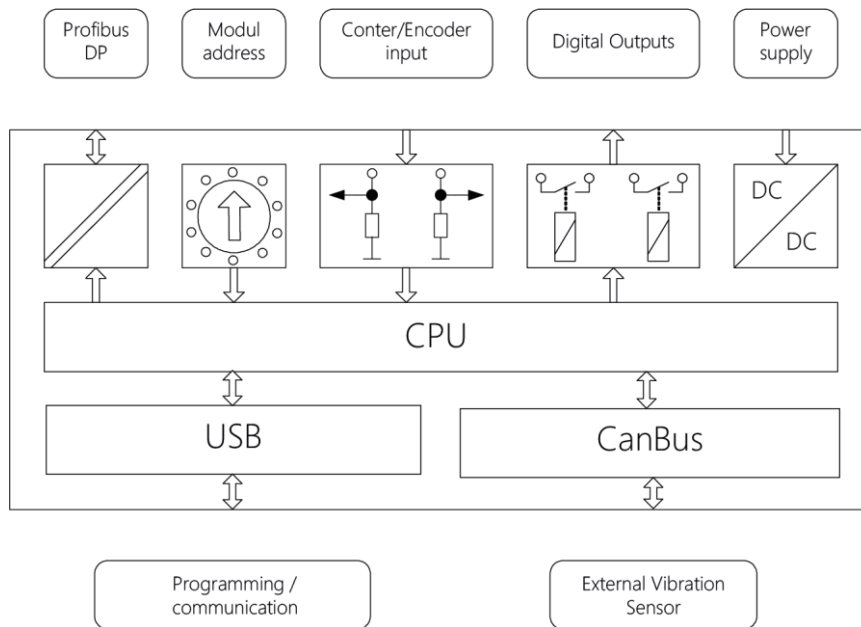 Profibus
DP
Modul
address
Conter/Encoder
input
Digital Outputs
Power
supply
DC
DC
CPU
USB
CanBus
Programming /
communication
External Vibration
Sensor